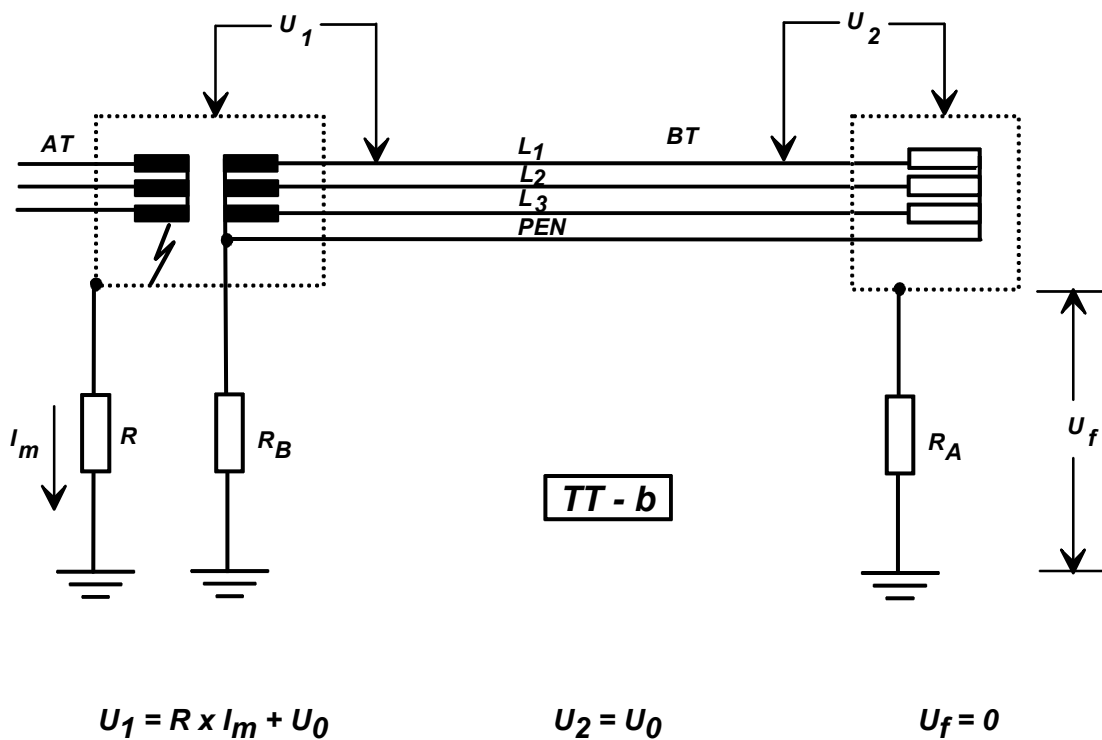 U1
U2
AT
L1
BT
L2
L3
PEN
Im
R
RB
RA
Uf
TT - b
U1 = R x Im + U0
U2 = U0
Uf = 0